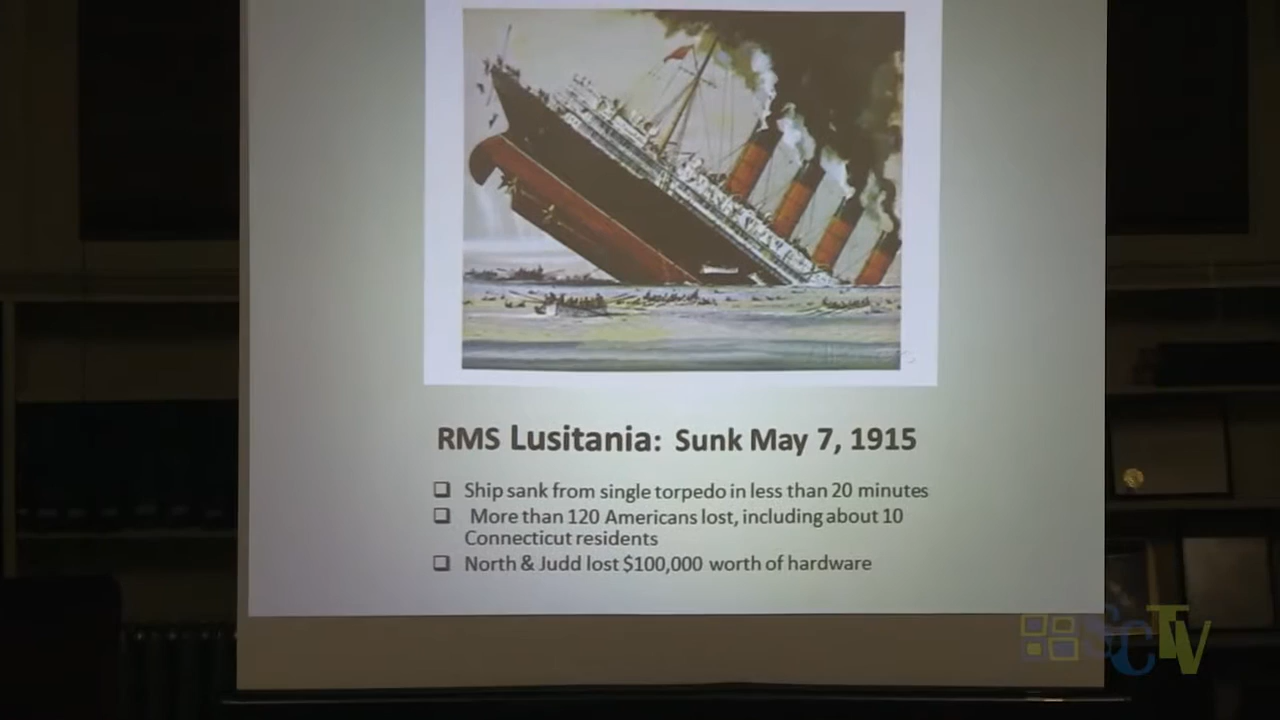 RMS Lusitania: Sunk May 7, 1915
❑ Ship sank from single torpedo in less than 20 minutes
❑ More than 120 Americans lost, including about 10
Connecticut residents
❑ North & Judd lost $100,000 worth of hardware
SCTV